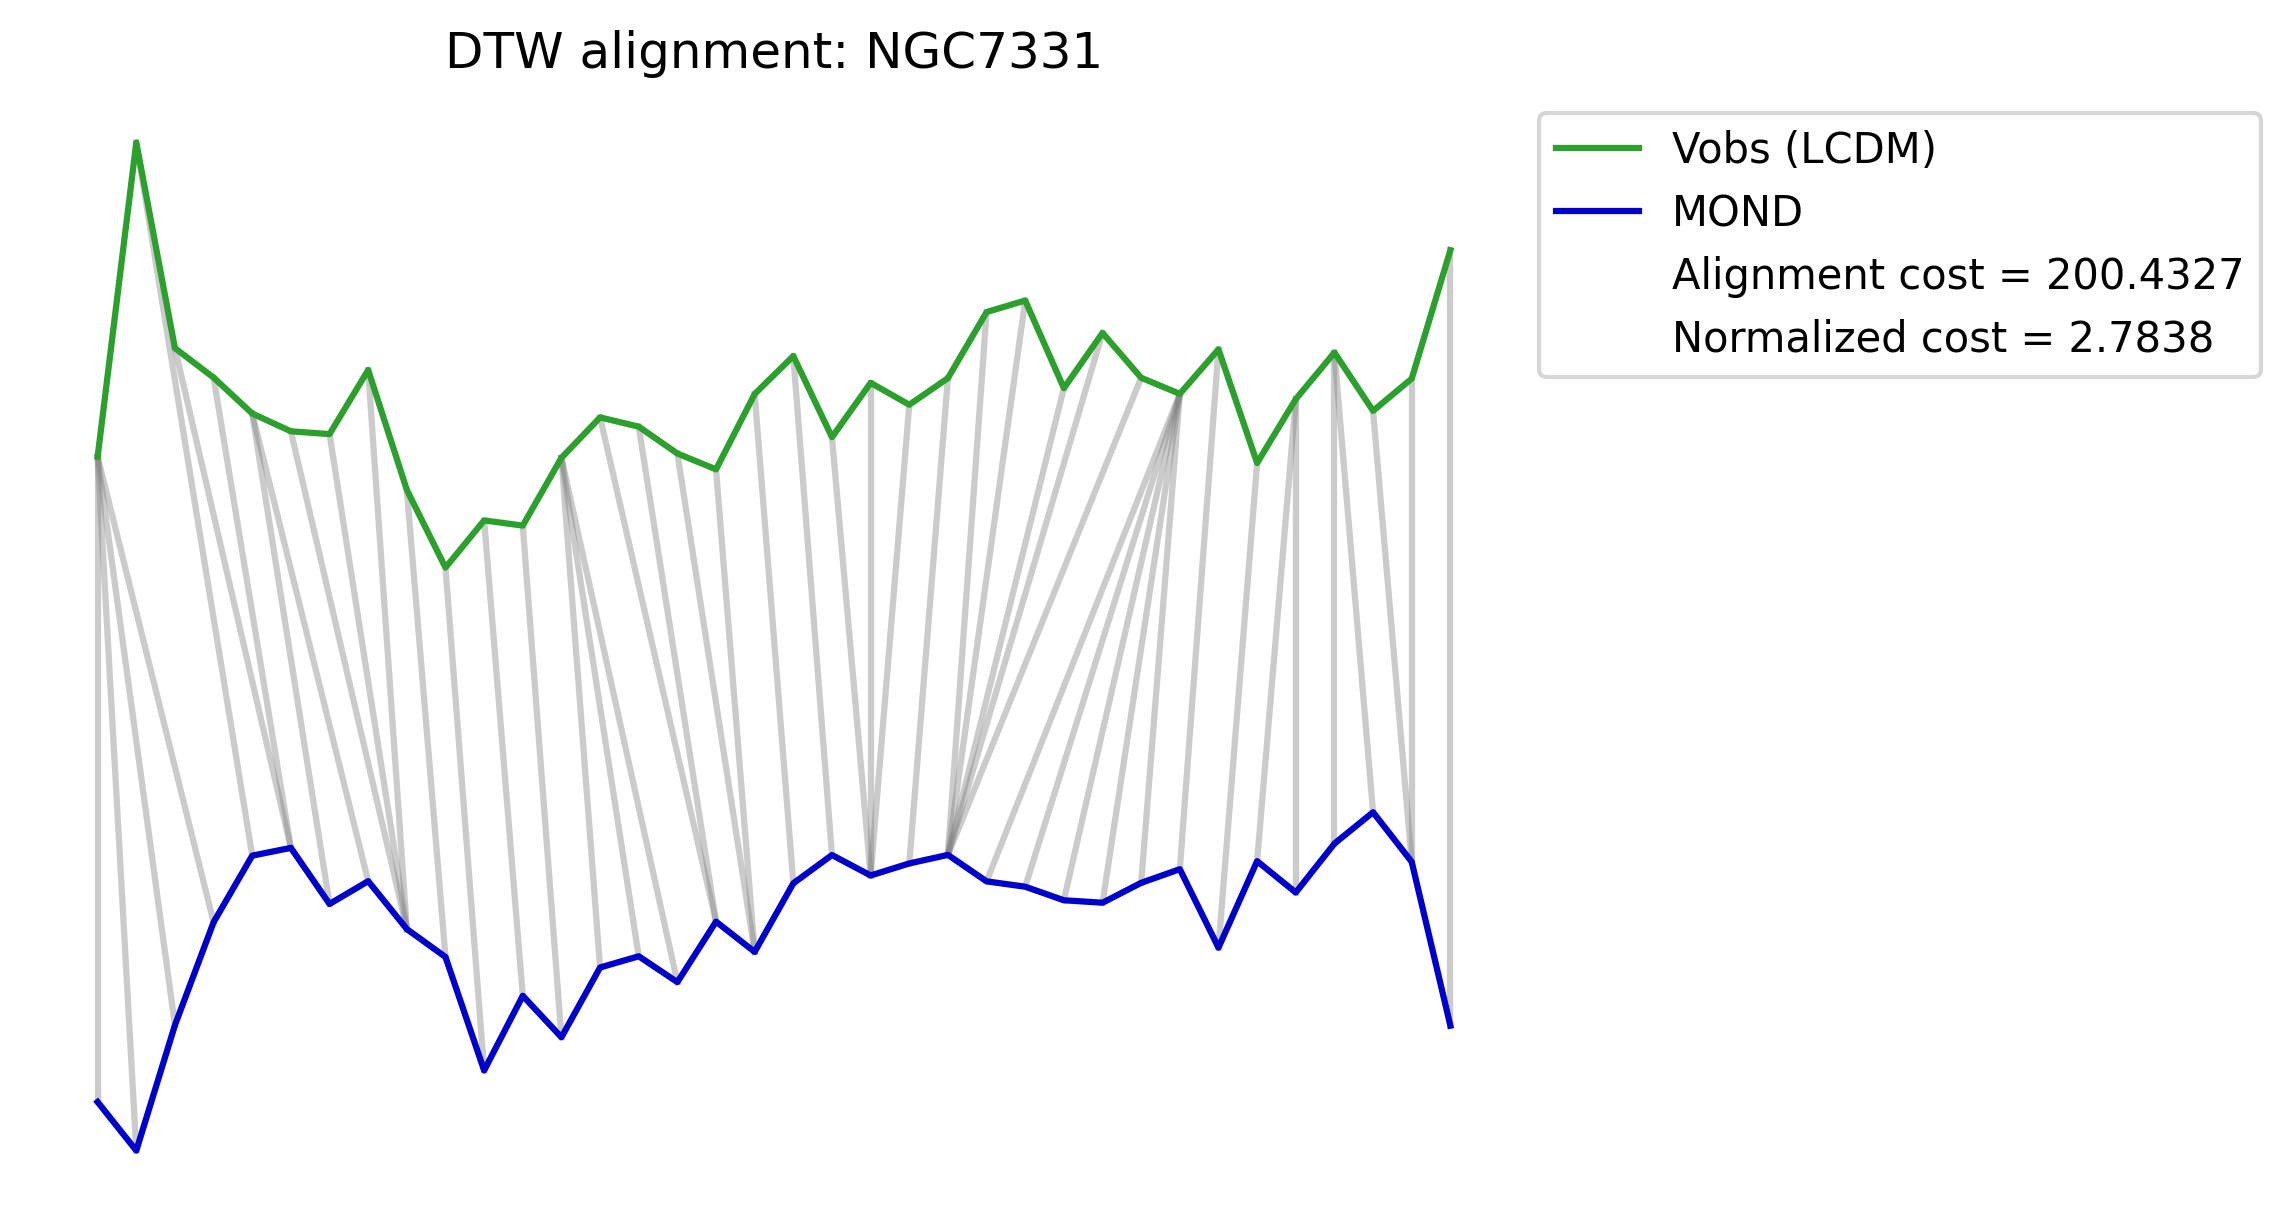 DTW alignment: NGC7331
Vobs (LCDM)
MOND
Alignment cost = 200.4327
Normalized cost = 2.7838